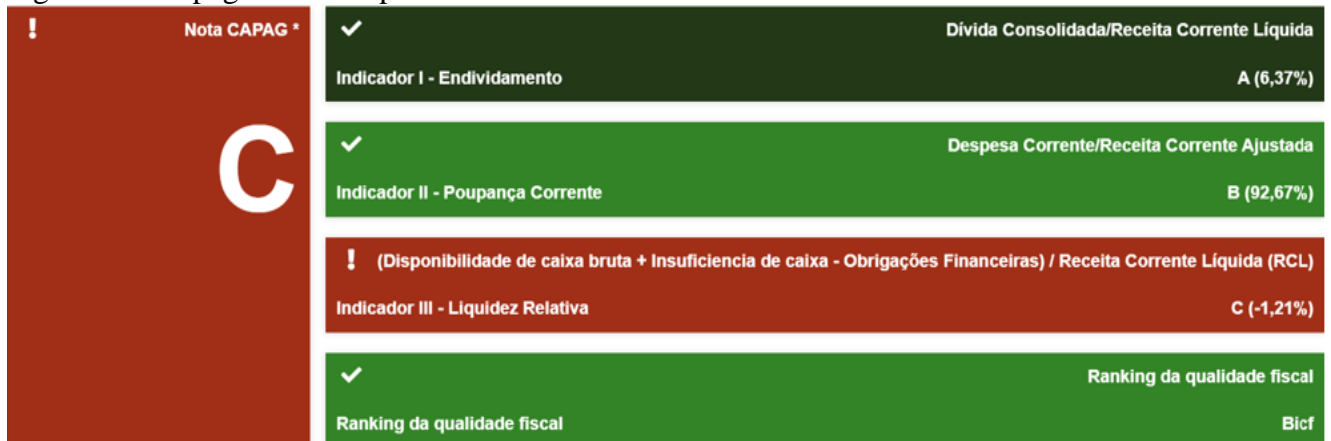 ! Nota CAPAG *
C
Dívida Consolidada/Receita Corrente Líquida
Indicador I - Endividamento A (6,37%)
Despesa Corrente/Receita Corrente Ajustada
Indicador II - Poupança Corrente B (92,67%)
! (Disponibilidade de caixa bruta + Insuficiencia de caixa - Obrigações Financeiras) / Receita Corrente Líquida (RCL)
Indicador III - Liquidez Relativa C (-1,21%)
Ranking da qualidade fiscal
Ranking da qualidade fiscal Bicf